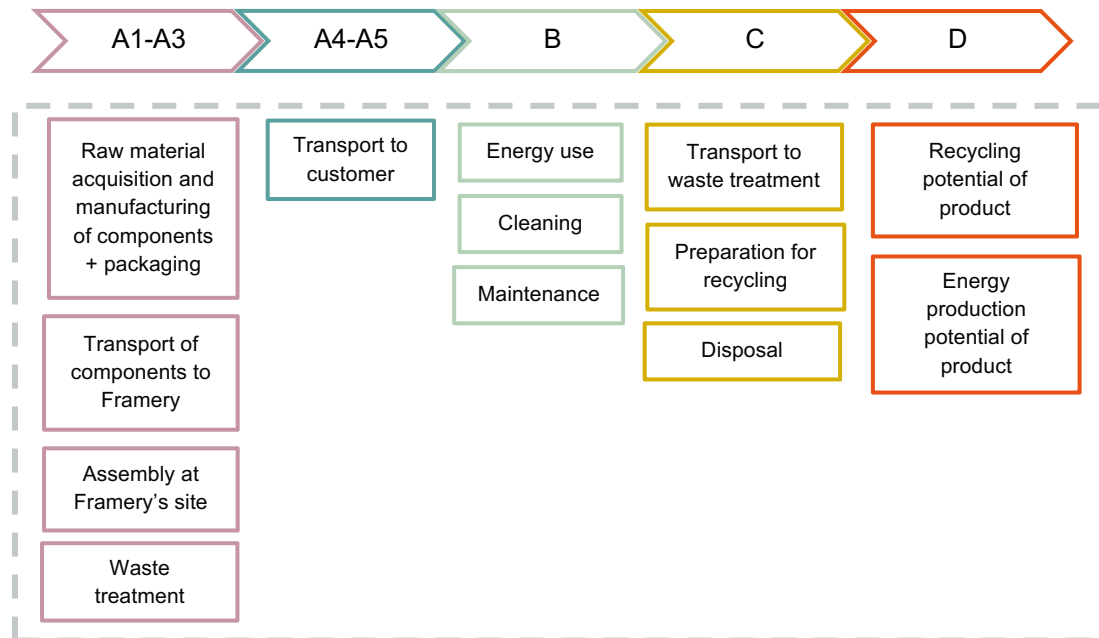 A1-A3
A4-A5
B
C
D
Raw material
acquisition and
manufacturing
of components
+ packaging
Transport of
components to
Framery
Assembly at
Framery’s site
Waste
treatment
Transport to
customer
Energy use
Cleaning
Maintenance
Transport to
waste treatment
Preparation for
recycling
Disposal
Recycling
potential of
product
Energy
production
potential of
product